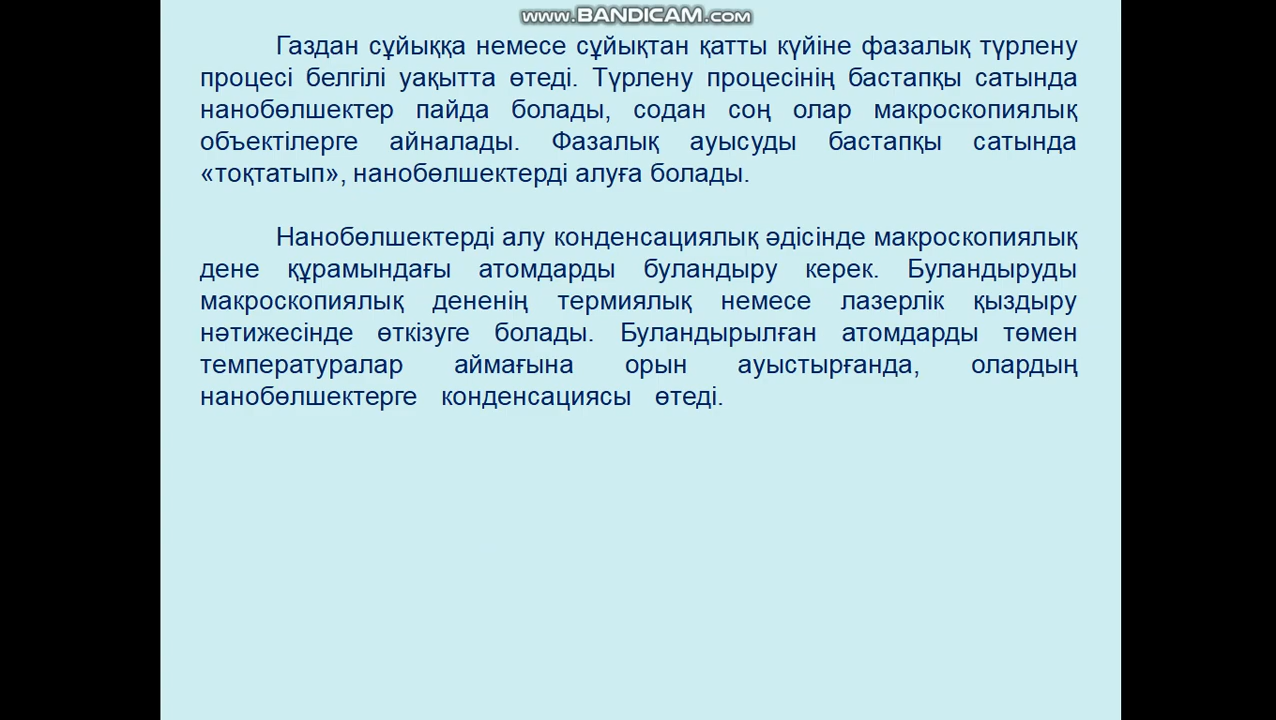 www.BANDICAM.com
Газдан сұйыққа немесе сұйықтан қатты күйіне фазалық түрлену
процесі белгілі уақытта өтеді. Түрлену процесінің бастапқы сатында
нанобөлшектер пайда болады, содан соң олар макроскопиялық
объектілерге айналады. Фазалық ауысуды бастапқы сатында
«тоқтатып», нанобөлшектерді алуға болады.
Нанобөлшектерді алу конденсациялық әдісінде макроскопиялық
дене құрамындағы атомдарды буландыру керек. Буландыруды
макроскопиялық дененің термиялық немесе лазерлік қыздыру
нәтижесінде өткізуге болады. Буландырылған атомдарды төмен
температуралар аймағына орын ауыстырғанда, олардың
нанобөлшектерге конденсациясы өтеді.